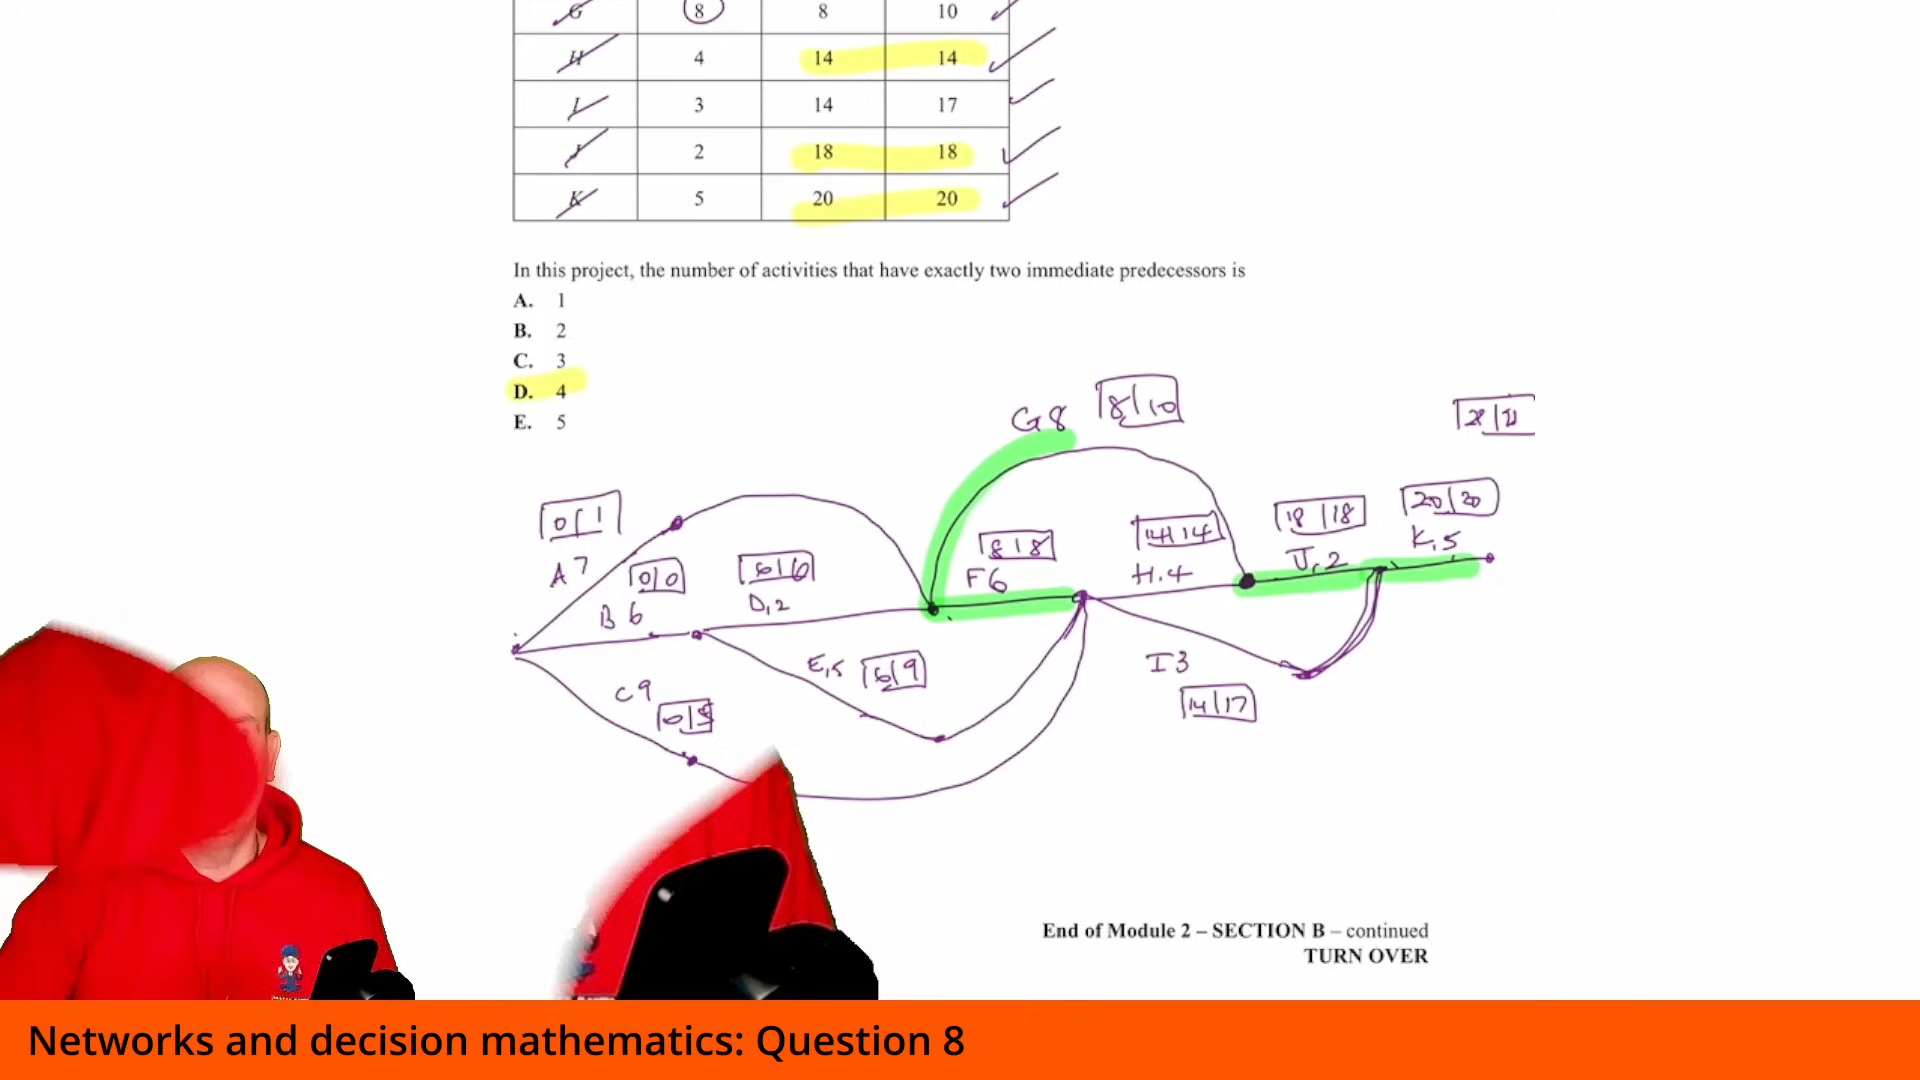 G 8 8 10
H 4 14 14
I 3 14 17
J 2 18 18
K 5 20 20
In this project, the number of activities that have exactly two immediate predecessors is
A. 1
B. 2
C. 3
D. 4
E. 5
G 8 8|10
0|1
A 7
B 6 0|0
6|6
D,2
8|8
F 6
14|14
H.4
18|18
J,2
20|20
K,5
C 9
E,5 6|9
I 3
14|17
End of Module 2 – SECTION B – continued
TURN OVER
Networks and decision mathematics: Question 8